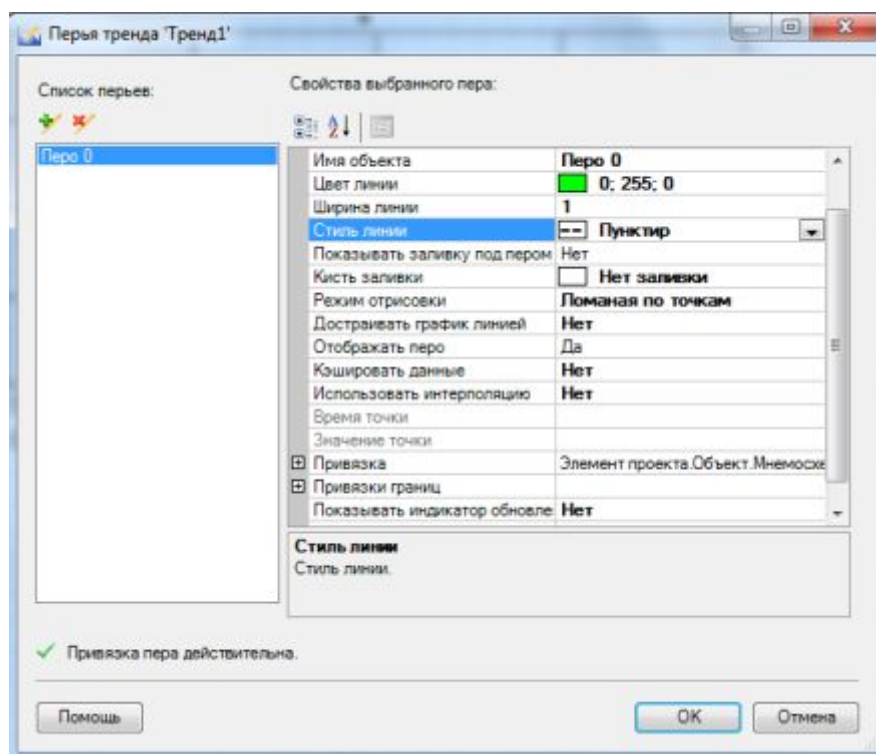 Перья тренда 'Тренд1'
Список перьев:
Свойства выбранного пера:
Перо 0
Имя объекта Перо 0
Цвет линии 0; 255; 0
Ширина линии 1
Стиль линии Пунктир
Показывать заливку под пером Нет
Кисть заливки Нет заливки
Режим отрисовки Ломаная по точкам
Достраивать график линией Нет
Отображать перо Да
Кэшировать данные Нет
Использовать интерполяцию Нет
Время точки
Значение точки
Привязка Элемент проекта.Объект.Мнемосхе
Привязки границ
Показывать индикатор обновле Нет
Стиль линии
Стиль линии.
Привязка пера действительна.
Помощь OK Отмена